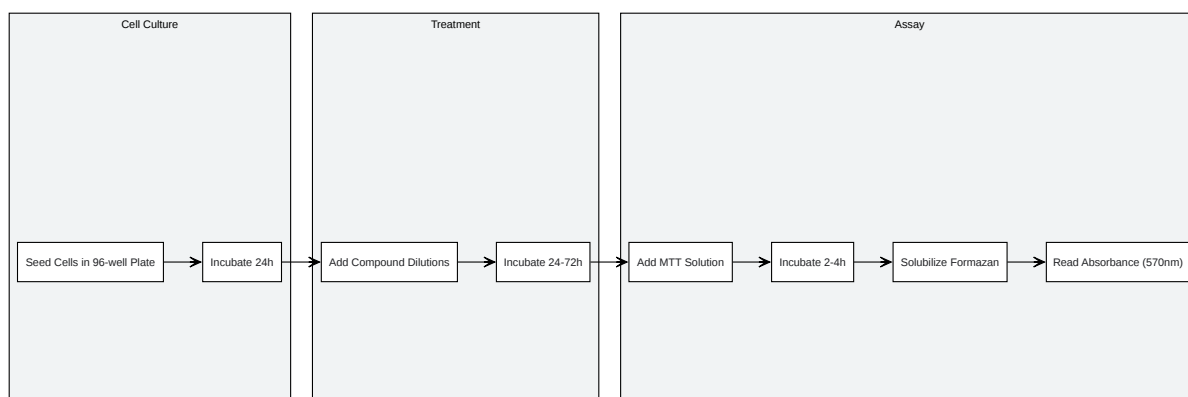 Cell Culture
Treatment
Assay
Seed Cells in 96-well Plate
Incubate 24h
Add Compound Dilutions
Incubate 24-72h
Add MTT Solution
Incubate 2-4h
Solubilize Formazan
Read Absorbance (570nm)